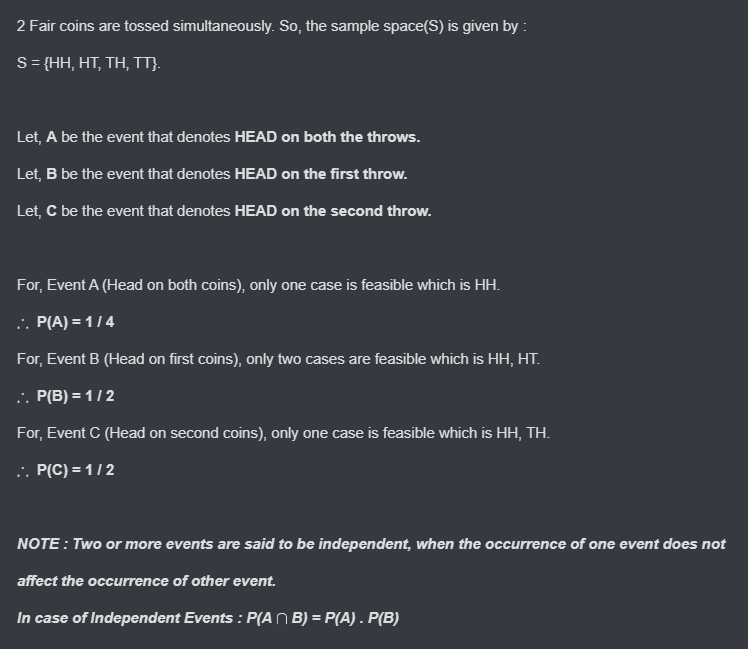 2 Fair coins are tossed simultaneously. So, the sample space(S) is given by :
S = {HH, HT, TH, TT}.
Let, A be the event that denotes HEAD on both the throws.
Let, B be the event that denotes HEAD on the first throw.
Let, C be the event that denotes HEAD on the second throw.
For, Event A (Head on both coins), only one case is feasible which is HH.
∴ P(A) = 1 / 4
For, Event B (Head on first coins), only two cases are feasible which is HH, HT.
∴ P(B) = 1 / 2
For, Event C (Head on second coins), only one case is feasible which is HH, TH.
∴ P(C) = 1 / 2
NOTE : Two or more events are said to be independent, when the occurrence of one event does not
affect the occurrence of other event.
In case of Independent Events : P(A ∩ B) = P(A) . P(B)